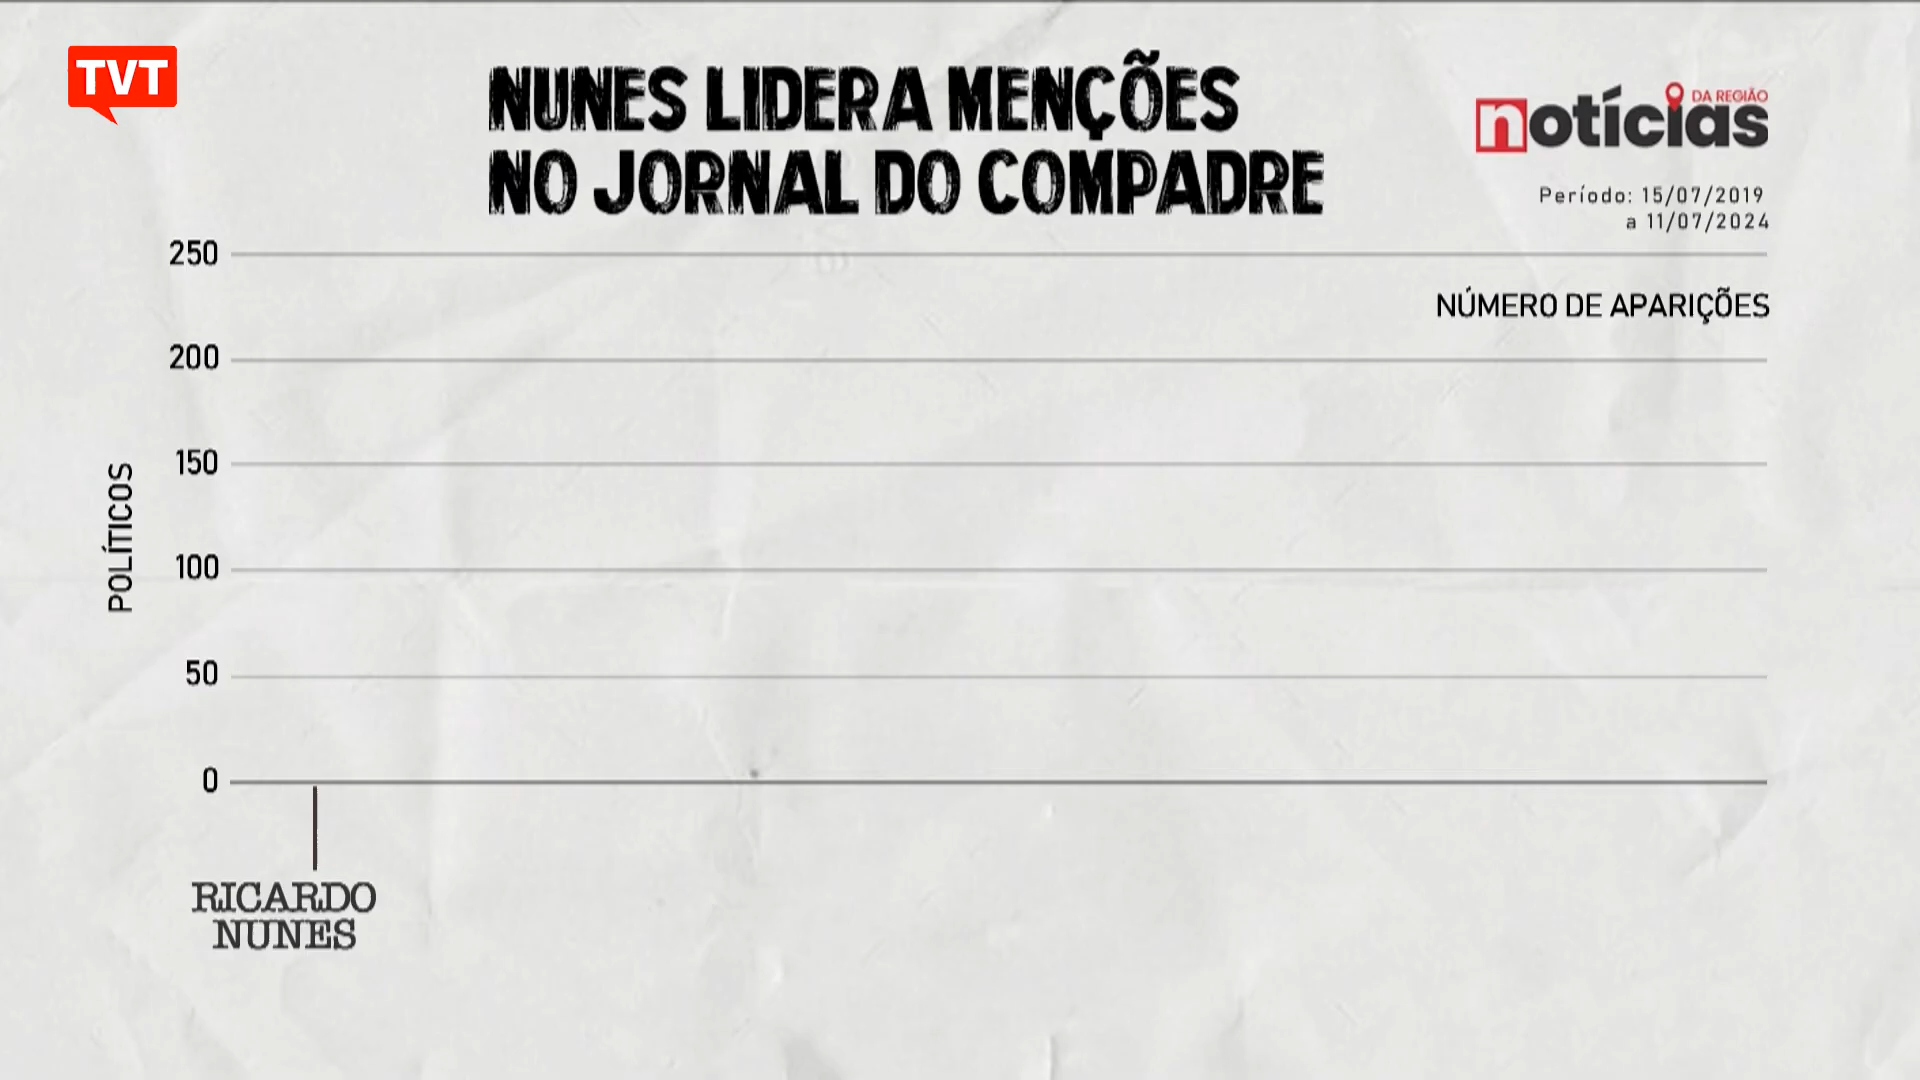 TVT
NUNES LIDERA MENÇÕES
NO JORNAL DO COMPADRE
DA REGIÃO
notícias
Período: 15/07/2019
a 11/07/2024
250
NÚMERO DE APARIÇÕES
200
150
POLÍTICOS
100
50
0
RICARDO
NUNES